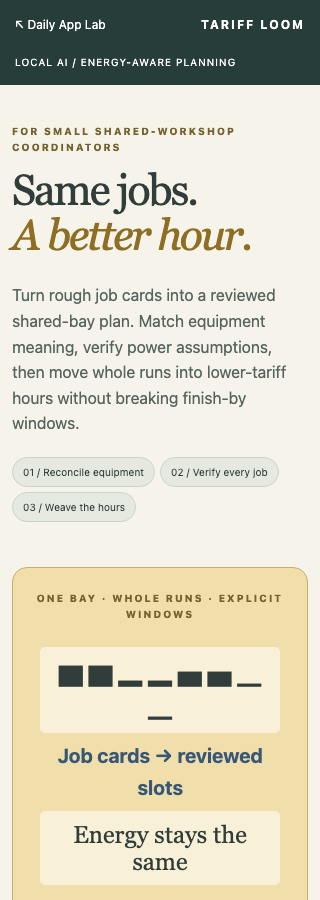 ↖ Daily App Lab
TARIFF LOOM
LOCAL AI / ENERGY-AWARE PLANNING
FOR SMALL SHARED-WORKSHOP
COORDINATORS
Same jobs.
A better hour.
Turn rough job cards into a reviewed
shared-bay plan. Match equipment
meaning, verify power assumptions,
then move whole runs into lower-tariff
hours without breaking finish-by
windows.
01 / Reconcile equipment
02 / Verify every job
03 / Weave the hours
ONE BAY · WHOLE RUNS · EXPLICIT
WINDOWS
Job cards → reviewed
slots
Energy stays the
same